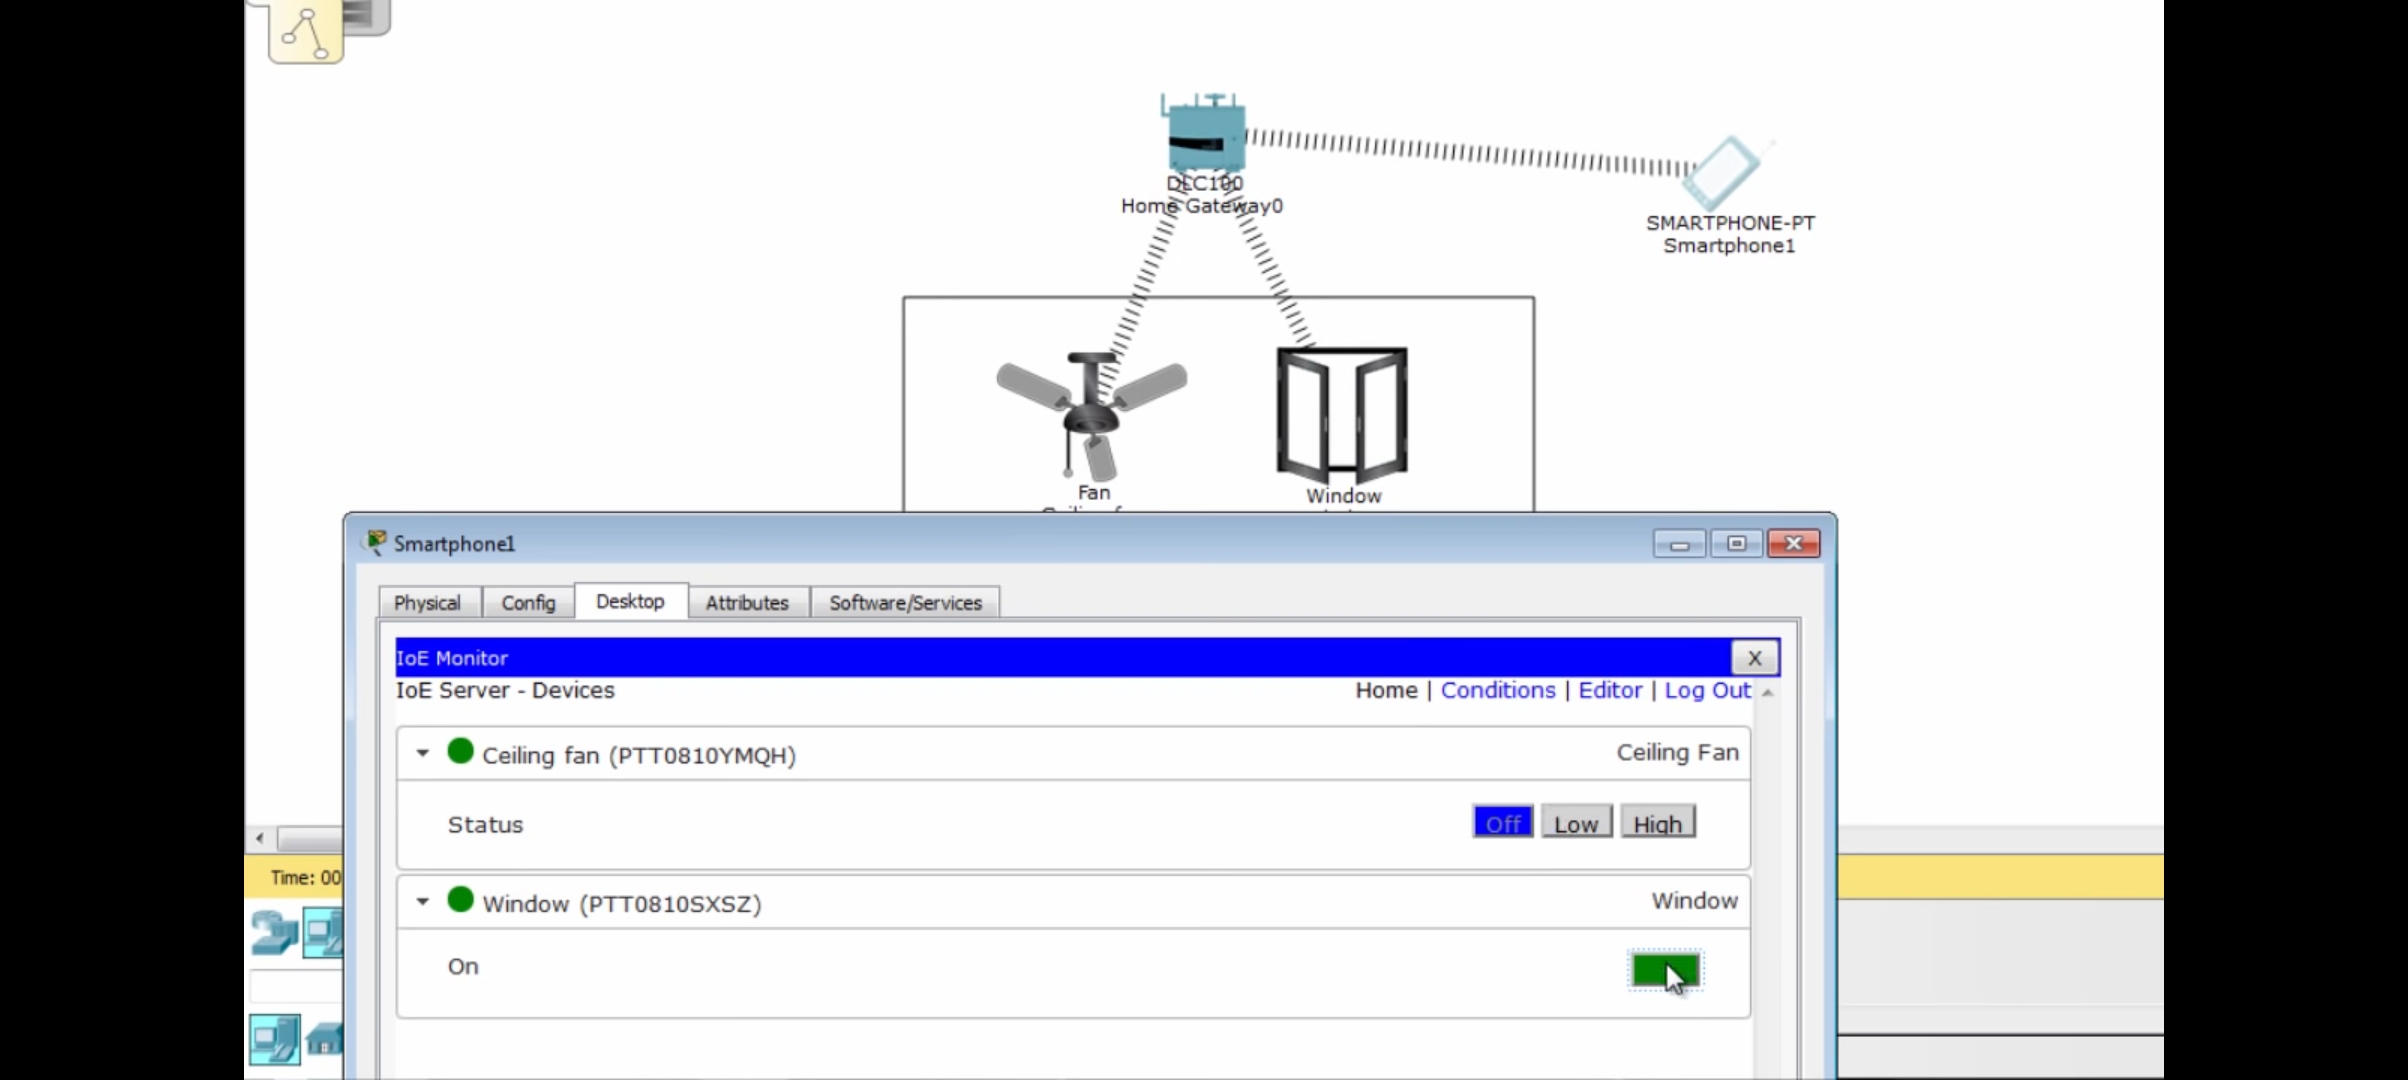 DLC100
Home Gateway0
SMARTPHONE-PT
Smartphone1
Fan
Window
Smartphone1
Physical
Config
Desktop
Attributes
Software/Services
IoE Monitor
X
IoE Server - Devices
Home | Conditions | Editor | Log Out
Ceiling fan (PTT0810YMQH)
Ceiling Fan
Status
Off
Low
High
Time: 00
Window (PTT0810SXSZ)
Window
On